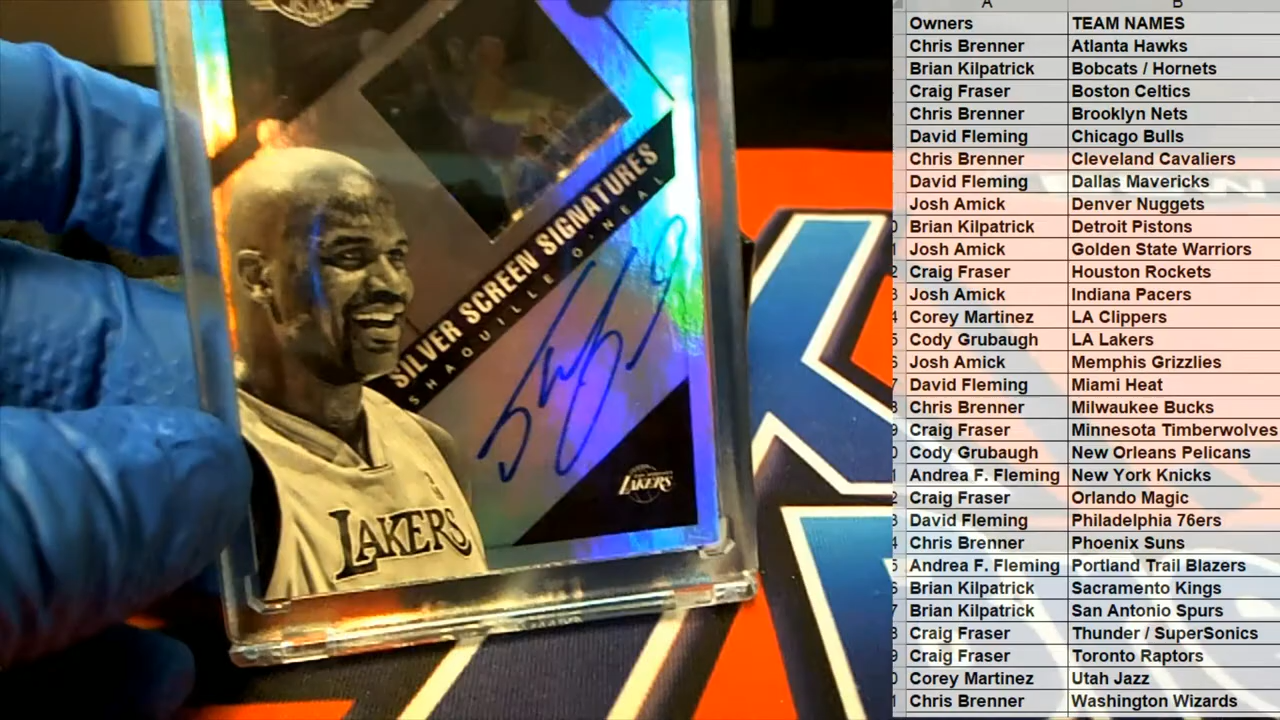 SILVER SCREEN SIGNATURES
SHAQUILLE O'NEAL
LAKERS
LAKERS
A B
Owners TEAM NAMES
Chris Brenner Atlanta Hawks
Brian Kilpatrick Bobcats / Hornets
Craig Fraser Boston Celtics
Chris Brenner Brooklyn Nets
David Fleming Chicago Bulls
Chris Brenner Cleveland Cavaliers
David Fleming Dallas Mavericks
Josh Amick Denver Nuggets
Brian Kilpatrick Detroit Pistons
Josh Amick Golden State Warriors
Craig Fraser Houston Rockets
Josh Amick Indiana Pacers
Corey Martinez LA Clippers
Cody Grubaugh LA Lakers
Josh Amick Memphis Grizzlies
David Fleming Miami Heat
Chris Brenner Milwaukee Bucks
Craig Fraser Minnesota Timberwolves
Cody Grubaugh New Orleans Pelicans
Andrea F. Fleming New York Knicks
Craig Fraser Orlando Magic
David Fleming Philadelphia 76ers
Chris Brenner Phoenix Suns
Andrea F. Fleming Portland Trail Blazers
Brian Kilpatrick Sacramento Kings
Brian Kilpatrick San Antonio Spurs
Craig Fraser Thunder / SuperSonics
Craig Fraser Toronto Raptors
Corey Martinez Utah Jazz
Chris Brenner Washington Wizards